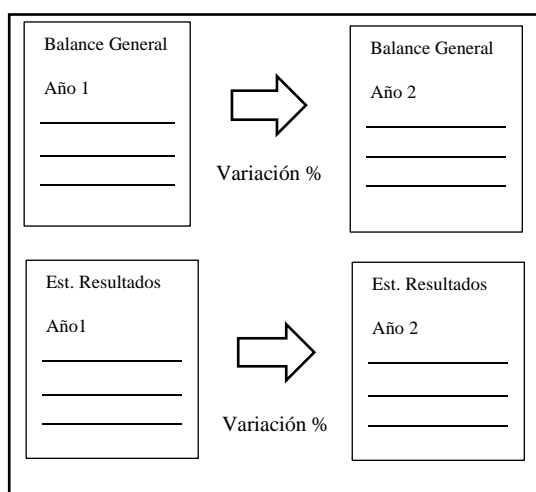 Balance General
Año 1
Balance General
Año 2
Variación %
Est. Resultados
Año1
Est. Resultados
Año 2
Variación %